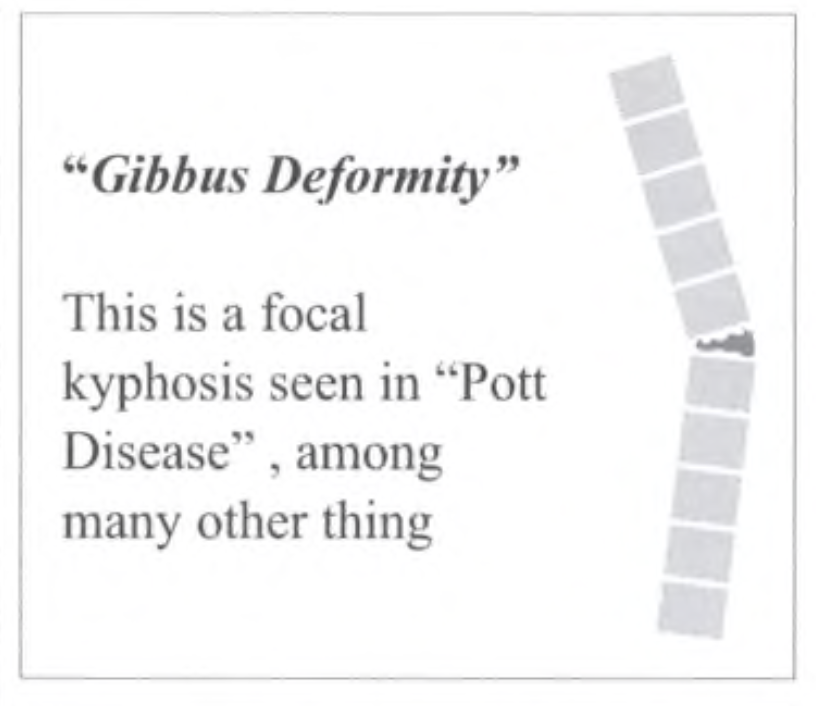 “Gibbus Deformity”
This is a focal
kyphosis seen in “Pott
Disease” , among
many other thing